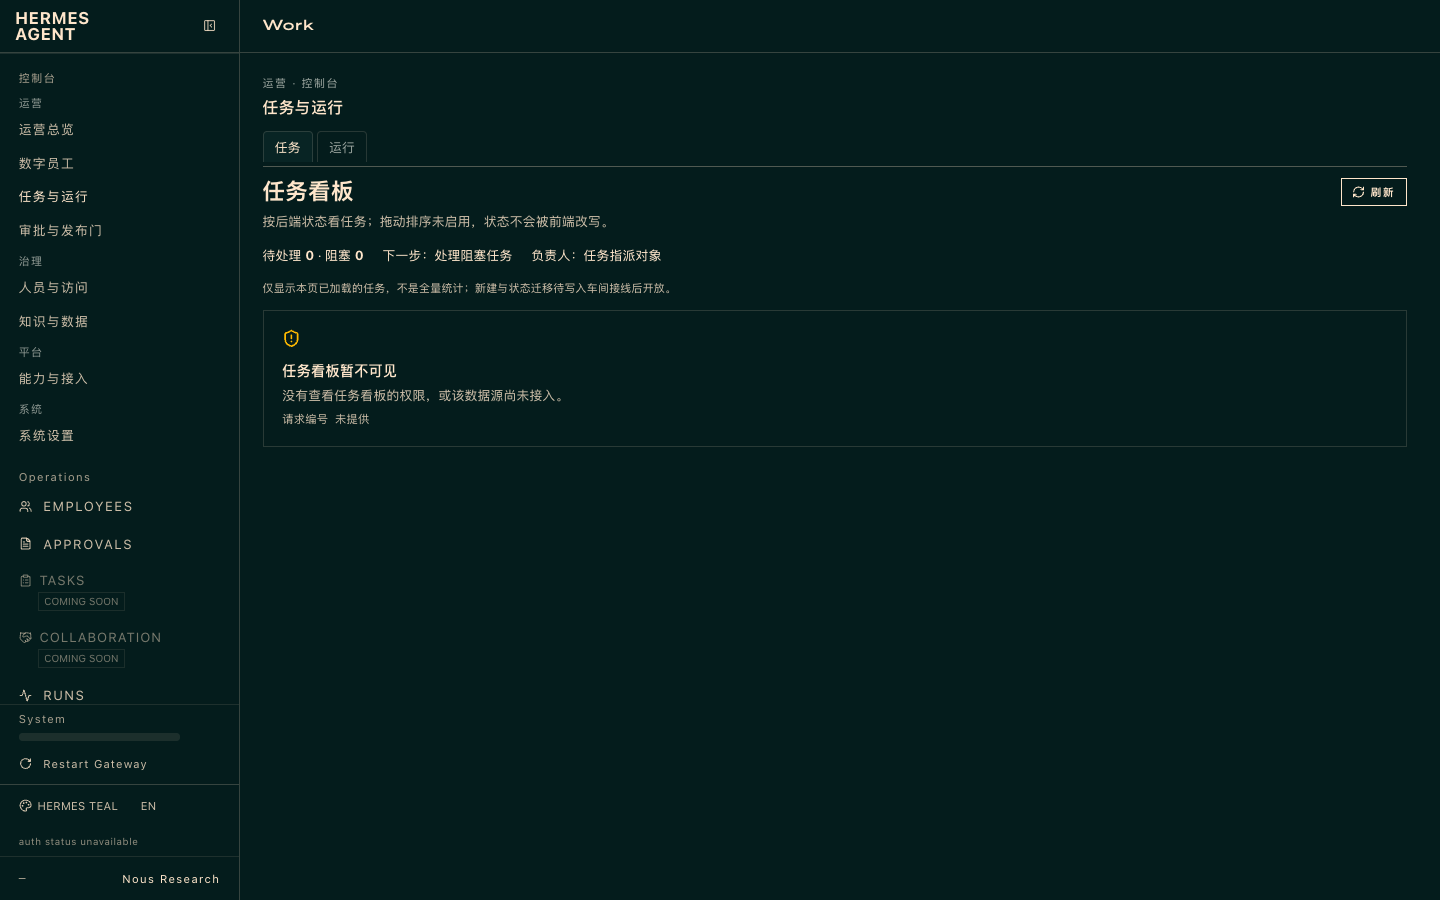 HERMES
AGENT
Work
控制台
运营
运营总览
数字员工
任务与运行
审批与发布门
治理
人员与访问
知识与数据
平台
能力与接入
系统
系统设置
Operations
EMPLOYEES
APPROVALS
TASKS
COMING SOON
COLLABORATION
COMING SOON
RUNS
System
Restart Gateway
HERMES TEAL EN
auth status unavailable
– Nous Research
运营 · 控制台
任务与运行
任务 运行
任务看板
刷新
按后端状态看任务；拖动排序未启用，状态不会被前端改写。
待处理 0 · 阻塞 0 下一步：处理阻塞任务 负责人：任务指派对象
仅显示本页已加载的任务，不是全量统计；新建与状态迁移待写入车间接线后开放。
任务看板暂不可见
没有查看任务看板的权限，或该数据源尚未接入。
请求编号 未提供